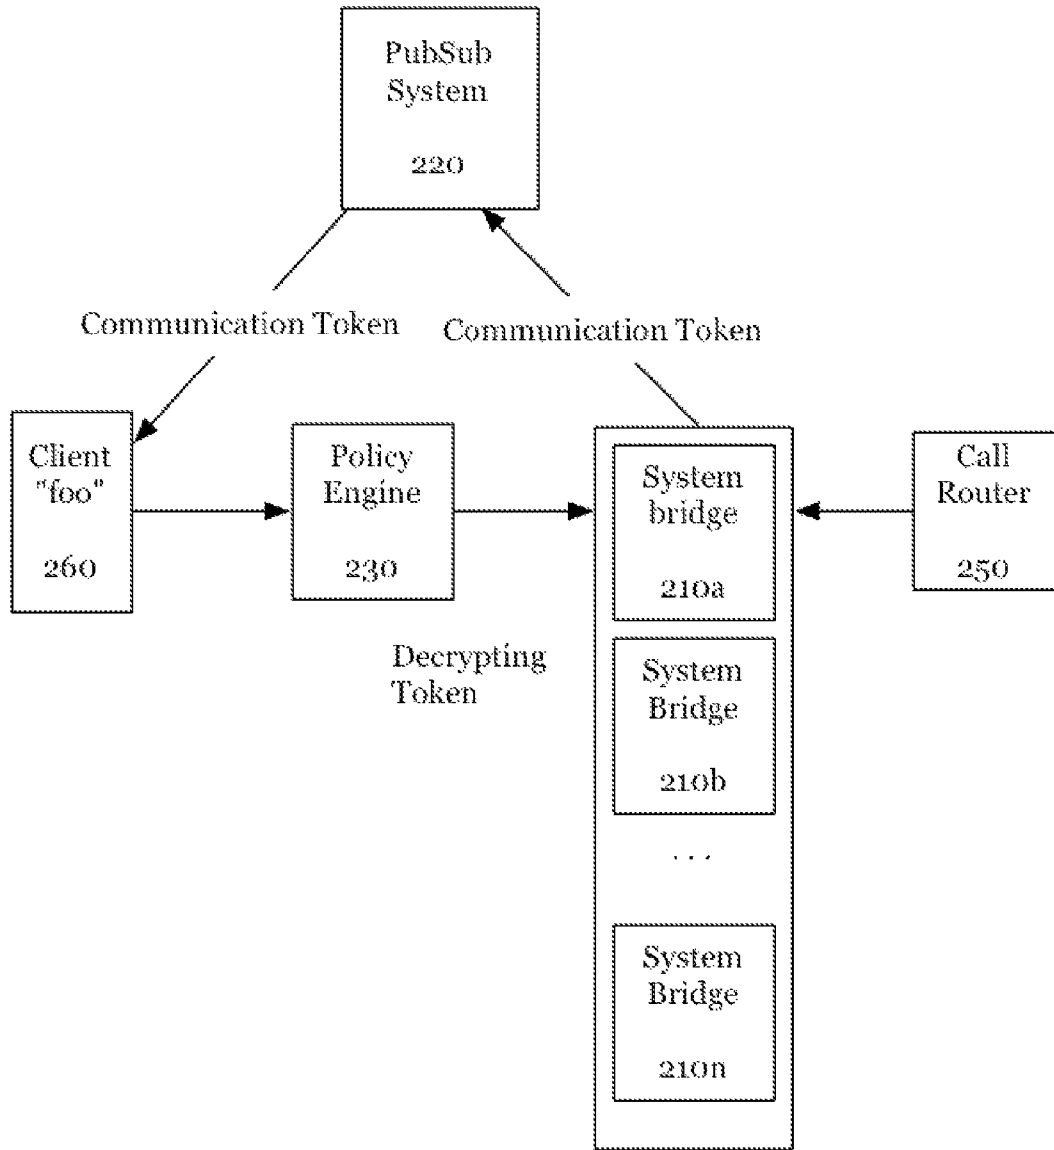 PubSub
System
220
Communication Token
Communication Token
Client
"foo"
260
Policy
Engine
230
System
bridge
210a
Call
Router
250
Decrypting
Token
System
Bridge
210b
...
System
Bridge
210n